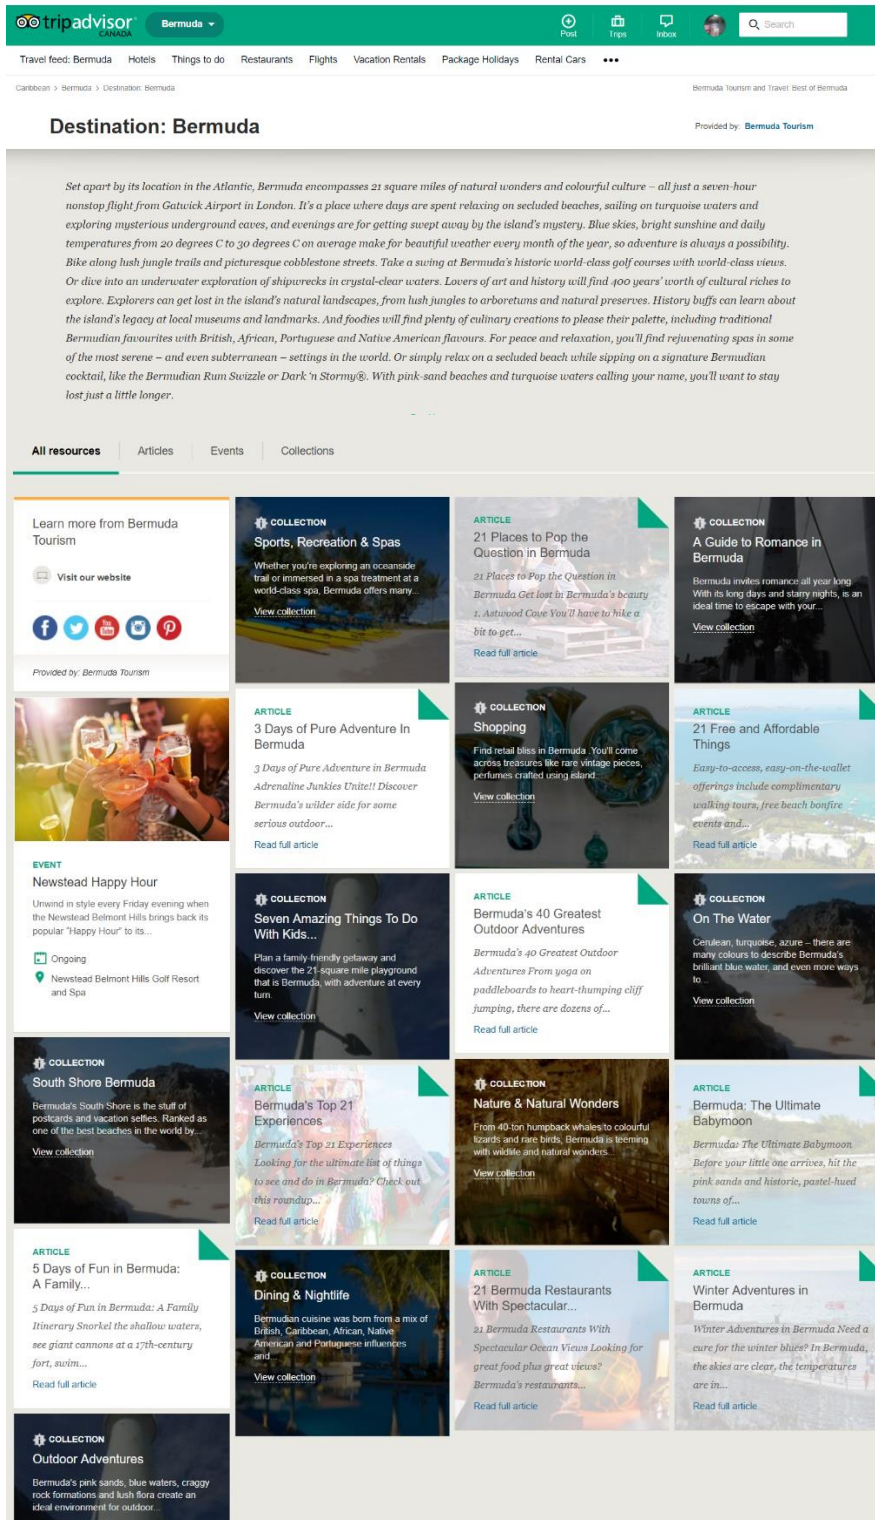 tripadvisor
CANADA
Bermuda
Post
Trips
Inbox
Search
Travel feed: Bermuda Hotels Things to do Restaurants Flights Vacation Rentals Package Holidays Rental Cars
Caribbean > Bermuda > Destination: Bermuda
Bermuda Tourism and Travel: Best of Bermuda
Destination: Bermuda
Provided by: Bermuda Tourism
Set apart by its location in the Atlantic, Bermuda encompasses 21 square miles of natural wonders and colourful culture – all just a seven-hour
nonstop flight from Gatwick Airport in London. It's a place where days are spent relaxing on secluded beaches, sailing on turquoise waters and
exploring mysterious underground caves, and evenings are for getting swept away by the island's mystery. Blue skies, bright sunshine and daily
temperatures from 20 degrees C to 30 degrees C on average make for beautiful weather every month of the year, so adventure is always a possibility.
Bike along lush jungle trails and picturesque cobblestone streets. Take a swing at Bermuda's historic world-class golf courses with world-class views.
Or dive into an underwater exploration of shipwrecks in crystal-clear waters. Lovers of art and history will find 400 years' worth of cultural riches to
explore. Explorers can get lost in the island's natural landscapes, from lush jungles to arboretums and natural preserves. History buffs can learn about
the island's legacy at local museums and landmarks. And foodies will find plenty of culinary creations to please their palette, including traditional
Bermudian favourites with British, African, Portuguese and Native American flavours. For peace and relaxation, you'll find rejuvenating spas in some
of the most serene – and even subterranean – settings in the world. Or simply relax on a secluded beach while sipping on a signature Bermudian
cocktail, like the Bermudian Rum Swizzle or Dark 'n Stormy®. With pink-sand beaches and turquoise waters calling your name, you'll want to stay
lost just a little longer.
All resources Articles Events Collections
Learn more from Bermuda
Tourism
Visit our website
You
Tube
Provided by: Bermuda Tourism
EVENT
Newstead Happy Hour
Unwind in style every Friday evening when
the Newstead Belmont Hills brings back its
popular "Happy Hour" to its...
Ongoing
Newstead Belmont Hills Golf Resort
and Spa
COLLECTION
South Shore Bermuda
Bermuda's South Shore is the stuff of
postcards and vacation selfies. Ranked as
one of the best beaches in the world by...
View collection
ARTICLE
5 Days of Fun in Bermuda:
A Family...
5 Days of Fun in Bermuda: A Family
Itinerary Snorkel the shallow waters,
see giant cannons at a 17th-century
fort, swim...
Read full article
COLLECTION
Outdoor Adventures
Bermuda's pink sands, blue waters, craggy
rock formations and lush flora create an
ideal environment for outdoor...
COLLECTION
Sports, Recreation & Spas
Whether you're exploring an oceanside
trail or immersed in a spa treatment at a
world-class spa, Bermuda offers many...
View collection
ARTICLE
3 Days of Pure Adventure In
Bermuda
3 Days of Pure Adventure in Bermuda
Adrenaline Junkies Unite!! Discover
Bermuda's wilder side for some
serious outdoor...
Read full article
COLLECTION
Seven Amazing Things To Do
With Kids...
Plan a family-friendly getaway and
discover the 21-square mile playground
that is Bermuda, with adventure at every
turn.
View collection
ARTICLE
Bermuda's Top 21
Experiences
Bermuda's Top 21 Experiences
Looking for the ultimate list of things
to see and do in Bermuda? Check out
this roundup...
Read full article
COLLECTION
Dining & Nightlife
Bermudian cuisine was born from a mix of
British, Caribbean, African, Native
American and Portuguese influences
and...
View collection
ARTICLE
21 Places to Pop the
Question in Bermuda
21 Places to Pop the Question in
Bermuda Get lost in Bermuda's beauty
1. Astwood Cove You'll have to hike a
bit to get...
Read full article
COLLECTION
Shopping
Find retail bliss in Bermuda .You'll come
across treasures like rare vintage pieces,
perfumes crafted using island...
View collection
ARTICLE
Bermuda's 40 Greatest
Outdoor Adventures
Bermuda's 40 Greatest Outdoor
Adventures From yoga on
paddleboards to heart-thumping cliff
jumping, there are dozens of...
Read full article
COLLECTION
Nature & Natural Wonders
From 40-ton humpback whales to colourful
lizards and rare birds, Bermuda is teeming
with wildlife and natural wonders...
View collection
ARTICLE
21 Bermuda Restaurants
With Spectacular...
21 Bermuda Restaurants With
Spectacular Ocean Views Looking for
great food plus great views?
Bermuda's restaurants...
Read full article
COLLECTION
A Guide to Romance in
Bermuda
Bermuda invites romance all year long.
With its long days and starry nights, is an
ideal time to escape with your...
View collection
ARTICLE
21 Free and Affordable
Things
Easy-to-access, easy-on-the-wallet
offerings include complimentary
walking tours, free beach bonfire
events and...
Read full article
COLLECTION
On The Water
Cerulean, turquoise, azure – there are
many colours to describe Bermuda's
brilliant blue water, and even more ways
to...
View collection
ARTICLE
Bermuda: The Ultimate
Babymoon
Bermuda: The Ultimate Babymoon
Before your little one arrives, hit the
pink sands and historic, pastel-hued
towns of...
Read full article
ARTICLE
Winter Adventures in
Bermuda
Winter Adventures in Bermuda Need a
cure for the winter blues? In Bermuda,
the skies are clear, the temperatures
are in...
Read full article